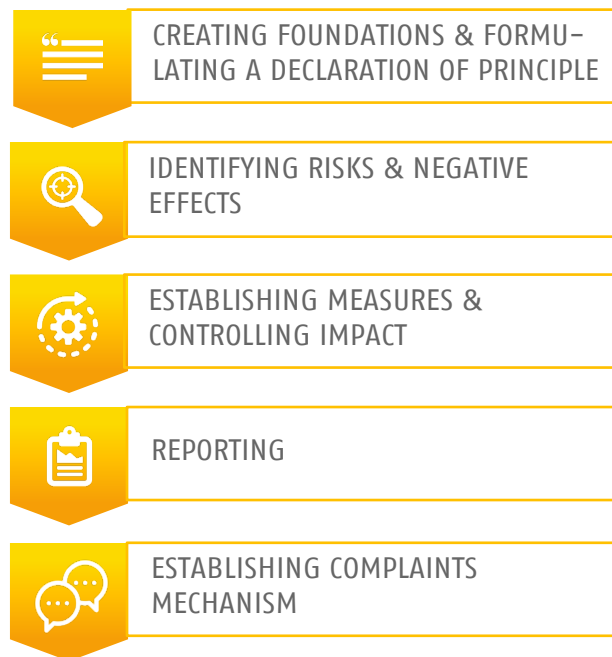 CREATING FOUNDATIONS & FORMU-
LATING A DECLARATION OF PRINCIPLE
IDENTIFYING RISKS & NEGATIVE
EFFECTS
ESTABLISHING MEASURES &
CONTROLLING IMPACT
REPORTING
ESTABLISHING COMPLAINTS
MECHANISM